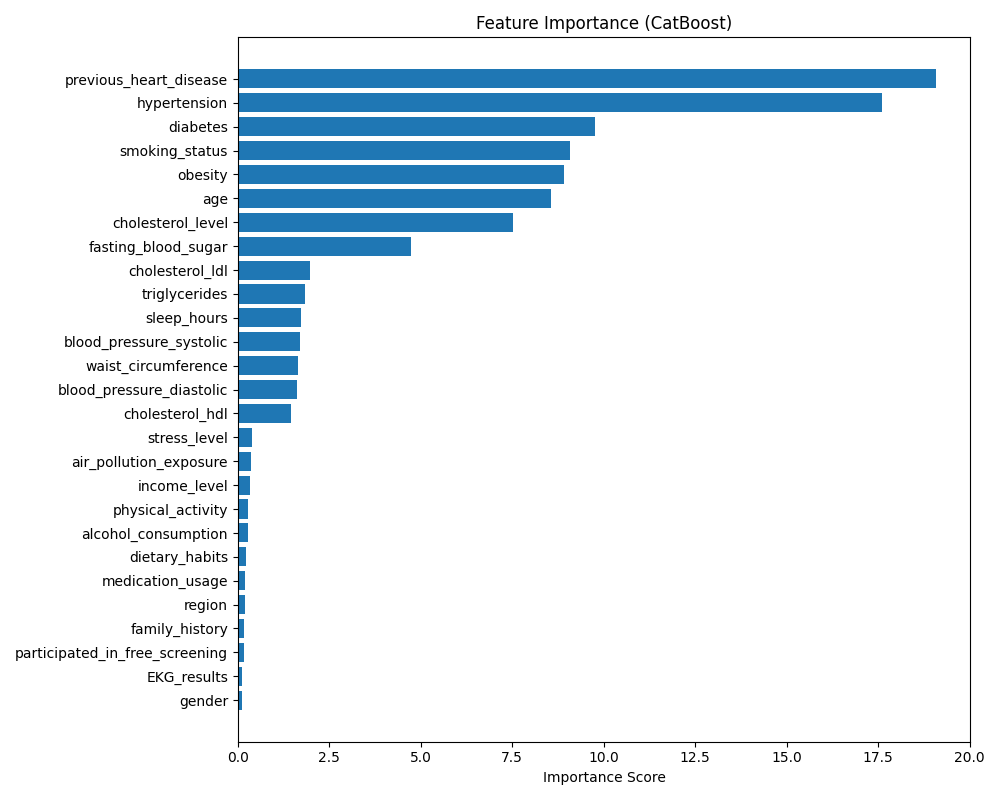 Feature Importance (CatBoost)
previous_heart_disease
hypertension
diabetes
smoking_status
obesity
age
cholesterol_level
fasting_blood_sugar
cholesterol_ldl
triglycerides
sleep_hours
blood_pressure_systolic
waist_circumference
blood_pressure_diastolic
cholesterol_hdl
stress_level
air_pollution_exposure
income_level
physical_activity
alcohol_consumption
dietary_habits
medication_usage
region
family_history
participated_in_free_screening
EKG_results
gender
0.0 2.5 5.0 7.5 10.0 12.5 15.0 17.5 20.0
Importance Score